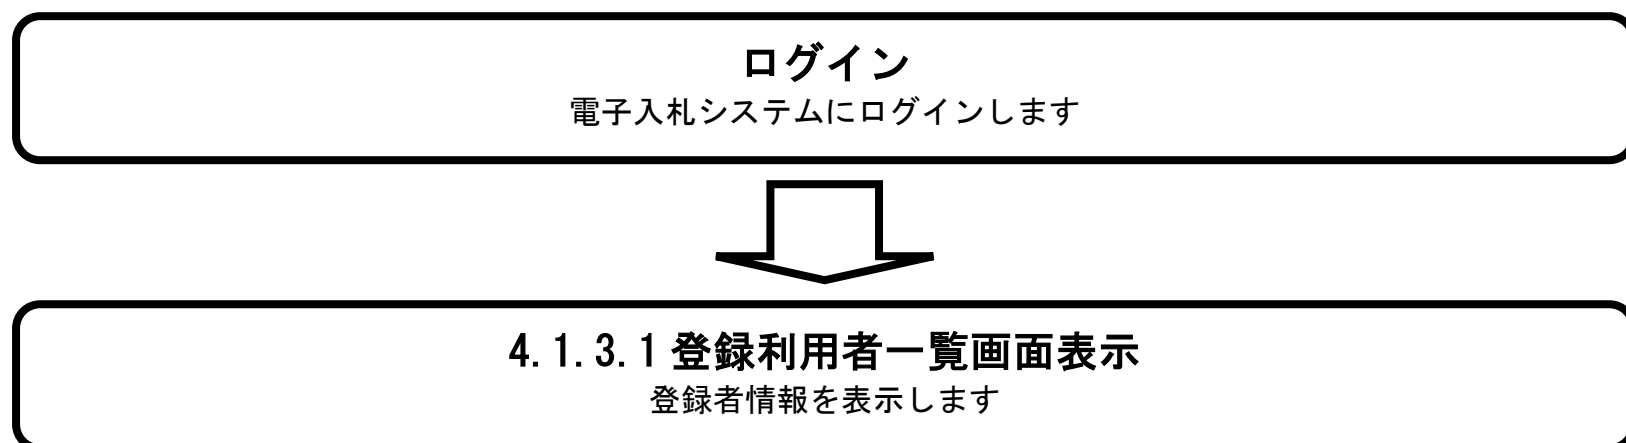 ログイン
電子入札システムにログインします
4.1.3.1登録利用者一覧画面表示
登録者情報を表示します